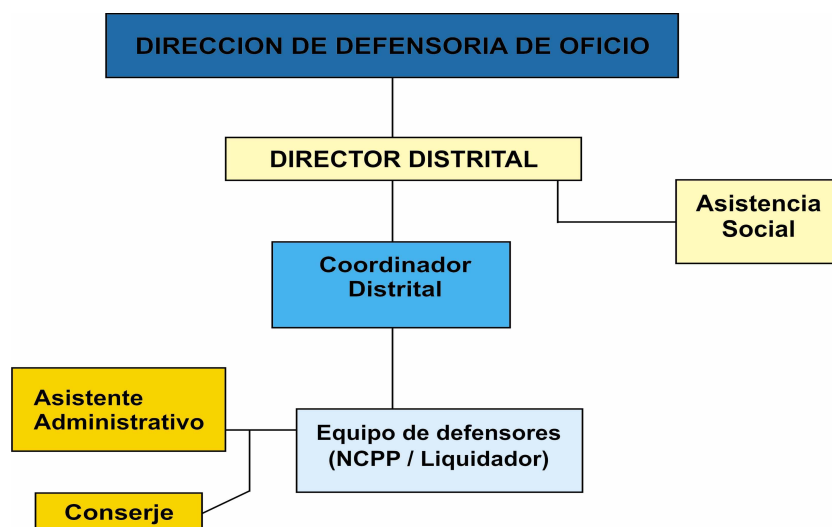 DIRECCION DE DEFENSORIA DE OFICIO
DIRECTOR DISTRITAL
Asistencia
Social
Coordinador
Distrital
Asistente
Administrativo
Equipo de defensores
(NCPP / Liquidador)
Conserje